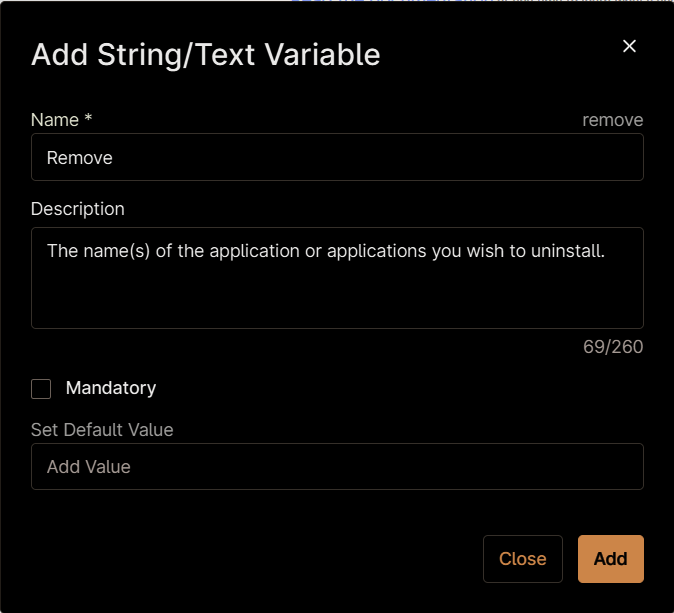 Add String/Text Variable
Name * remove
Remove
Description
The name(s) of the application or applications you wish to uninstall.
69/260
Mandatory
Set Default Value
Add Value
Close Add